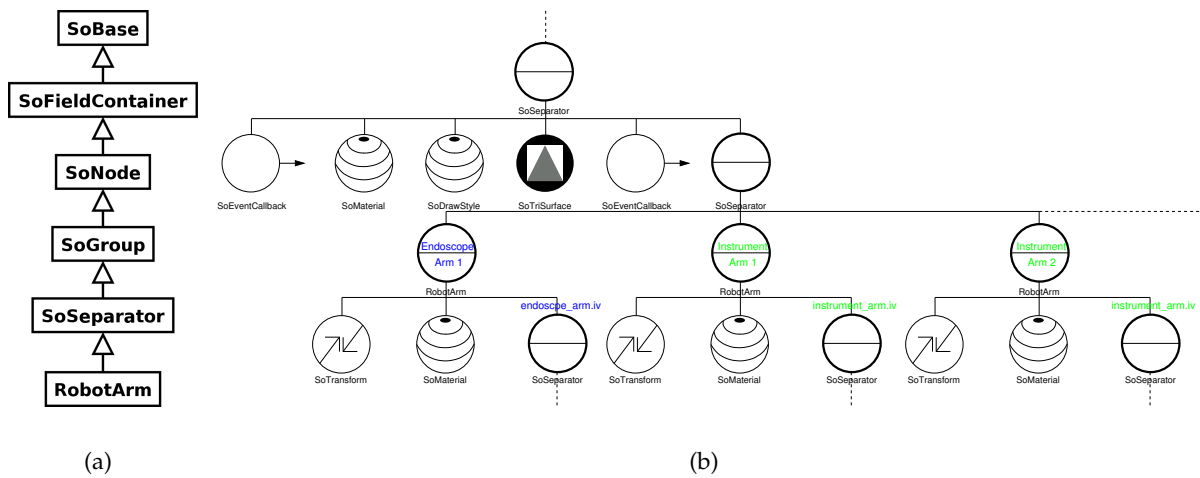 SoBase
SoFieldContainer
SoNode
SoGroup
SoSeparator
RobotArm
(a)
SoSeparator
SoEventCallback
SoMaterial
SoDrawStyle
SoTriSurface
SoEventCallback
SoSeparator
Endoscope
Arm 1
RobotArm
Instrument
Arm 1
RobotArm
Instrument
Arm 2
RobotArm
endoscpe_arm.iv
instrument_arm.iv
instrument_arm.iv
SoTransform
SoMaterial
SoSeparator
SoTransform
SoMaterial
SoSeparator
SoTransform
SoMaterial
SoSeparator
(b)